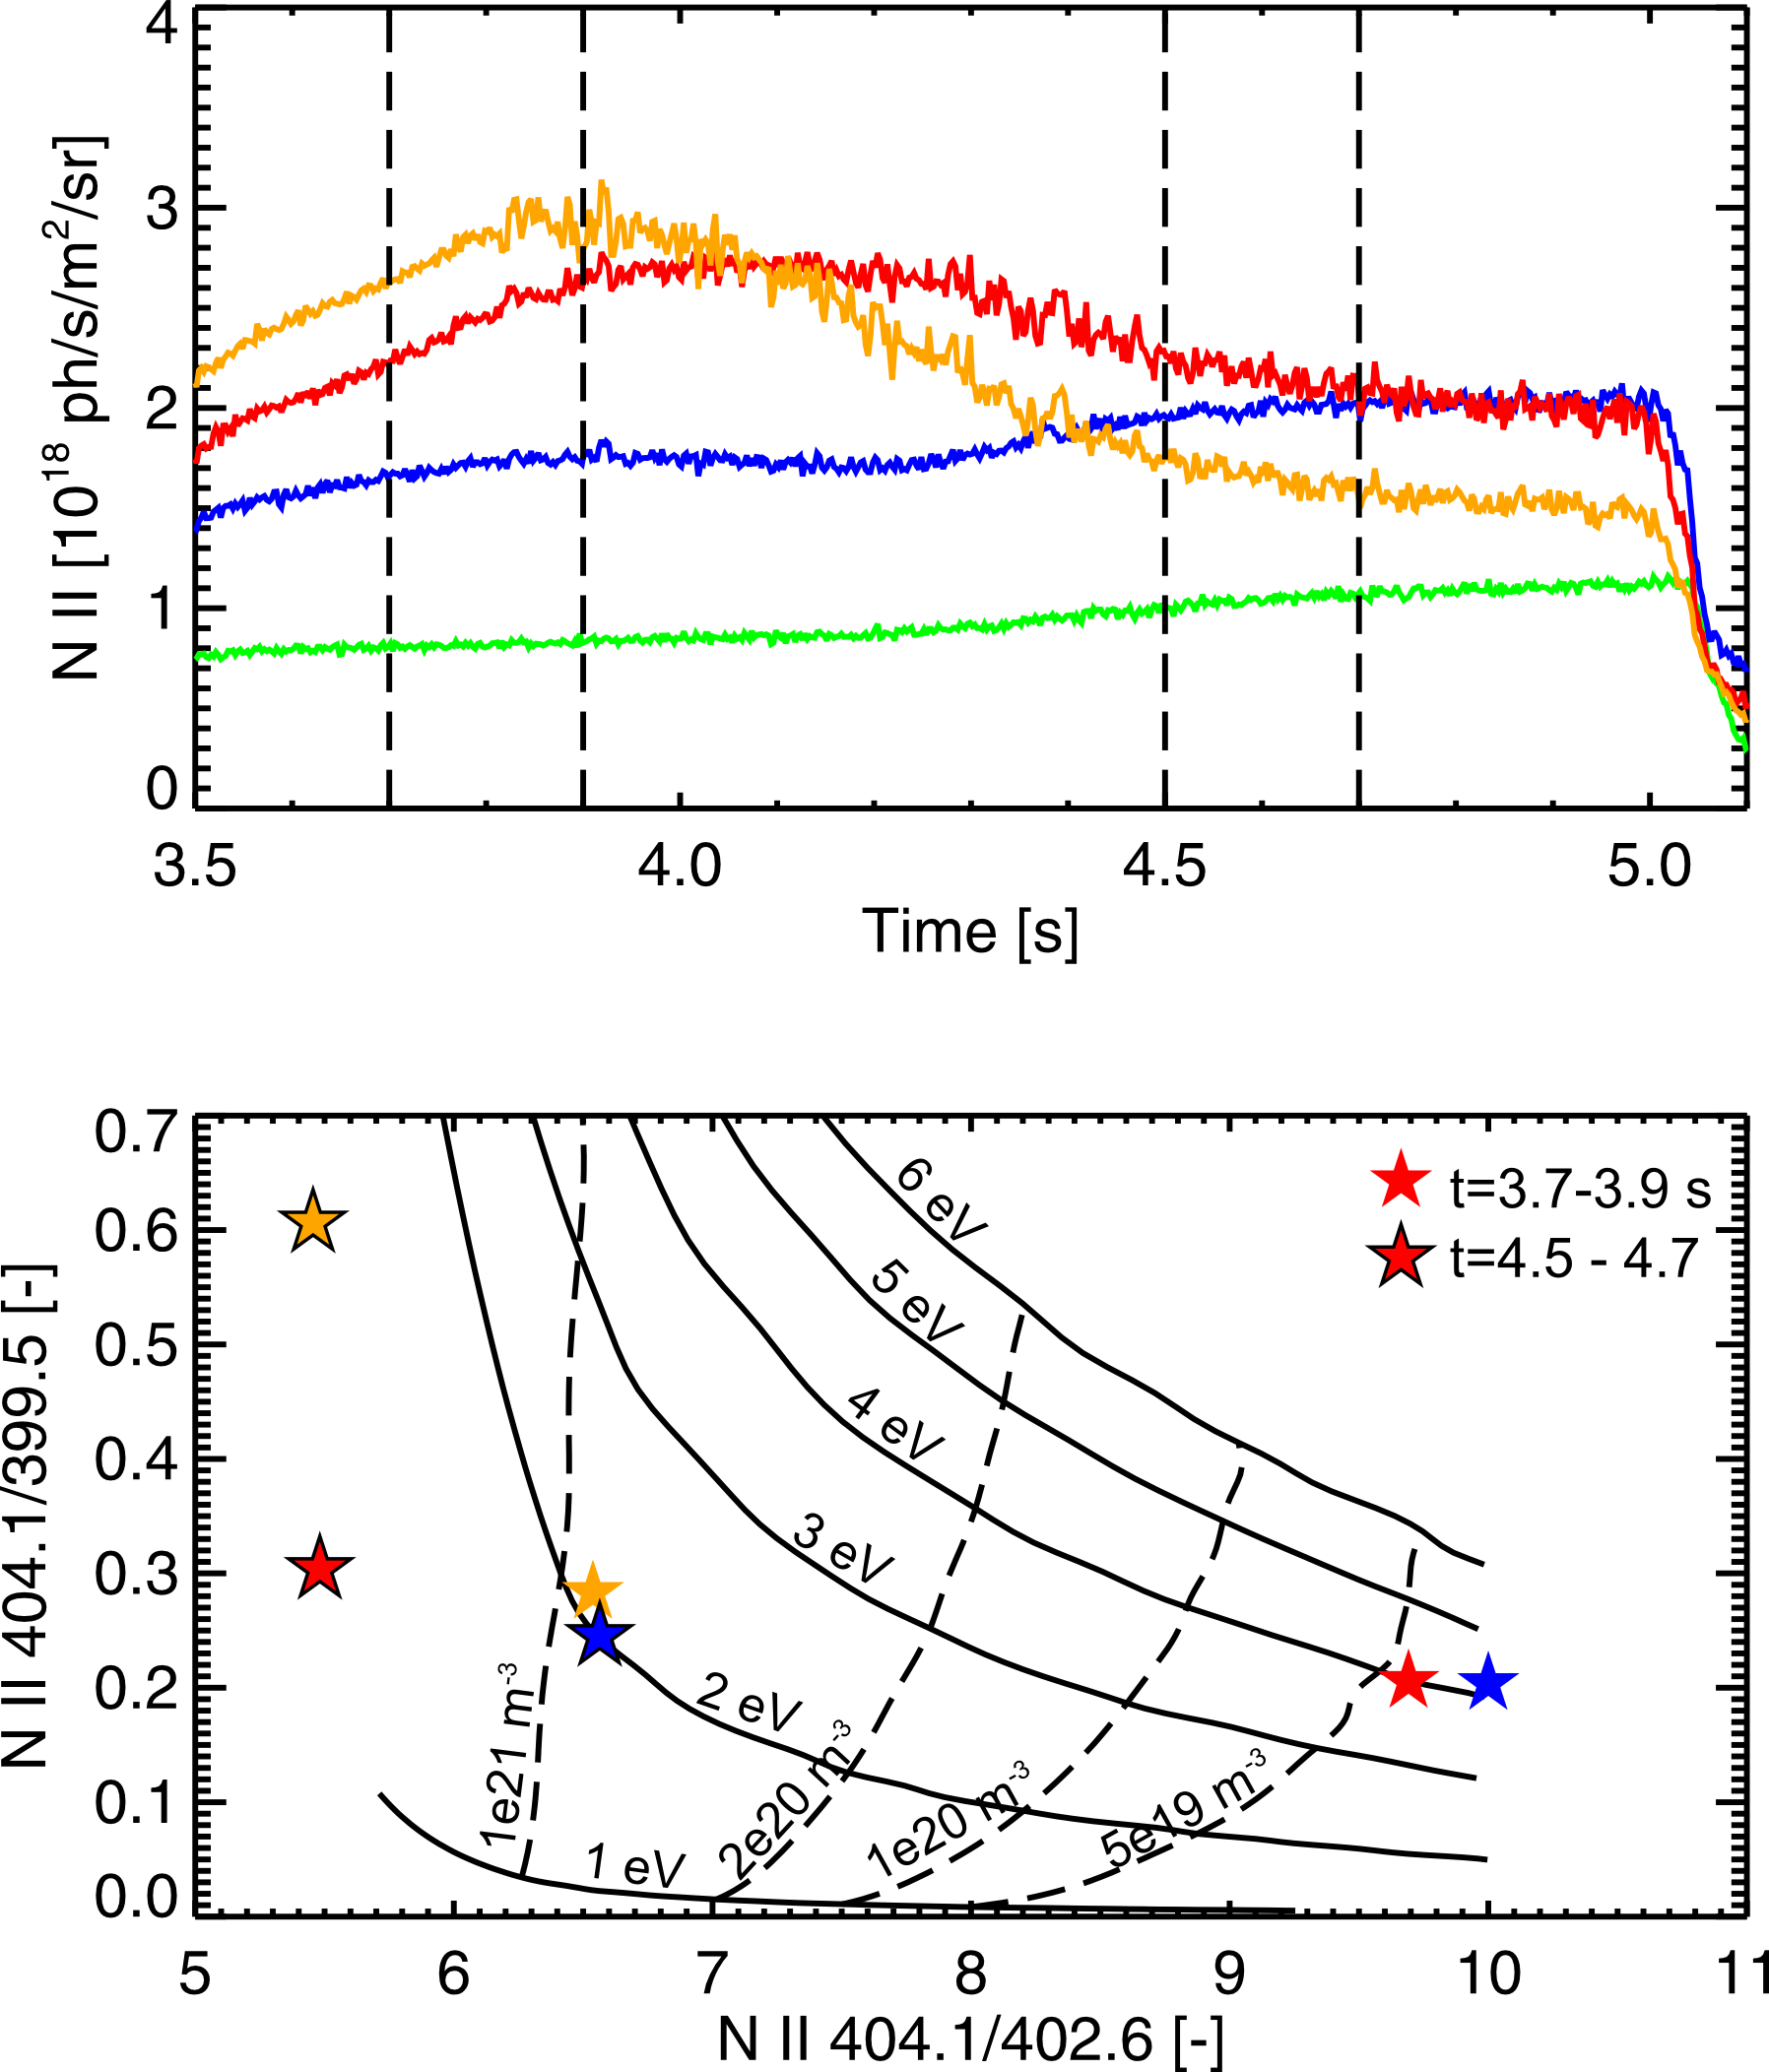 4
3
2
1
0
N II [10¹⁸ ph/s/m²/sr]
3.5 4.0 4.5 5.0
Time [s]
0.7
0.6
0.5
0.4
0.3
0.2
0.1
0.0
N II 404.1/399.5 [-]
t=3.7-3.9 s
t=4.5 - 4.7
6 eV
5 eV
4 eV
3 eV
2 eV
1 eV
1e21 m⁻³
2e20 m⁻³
1e20 m⁻³
5e19 m⁻³
5 6 7 8 9 10 11
N II 404.1/402.6 [-]